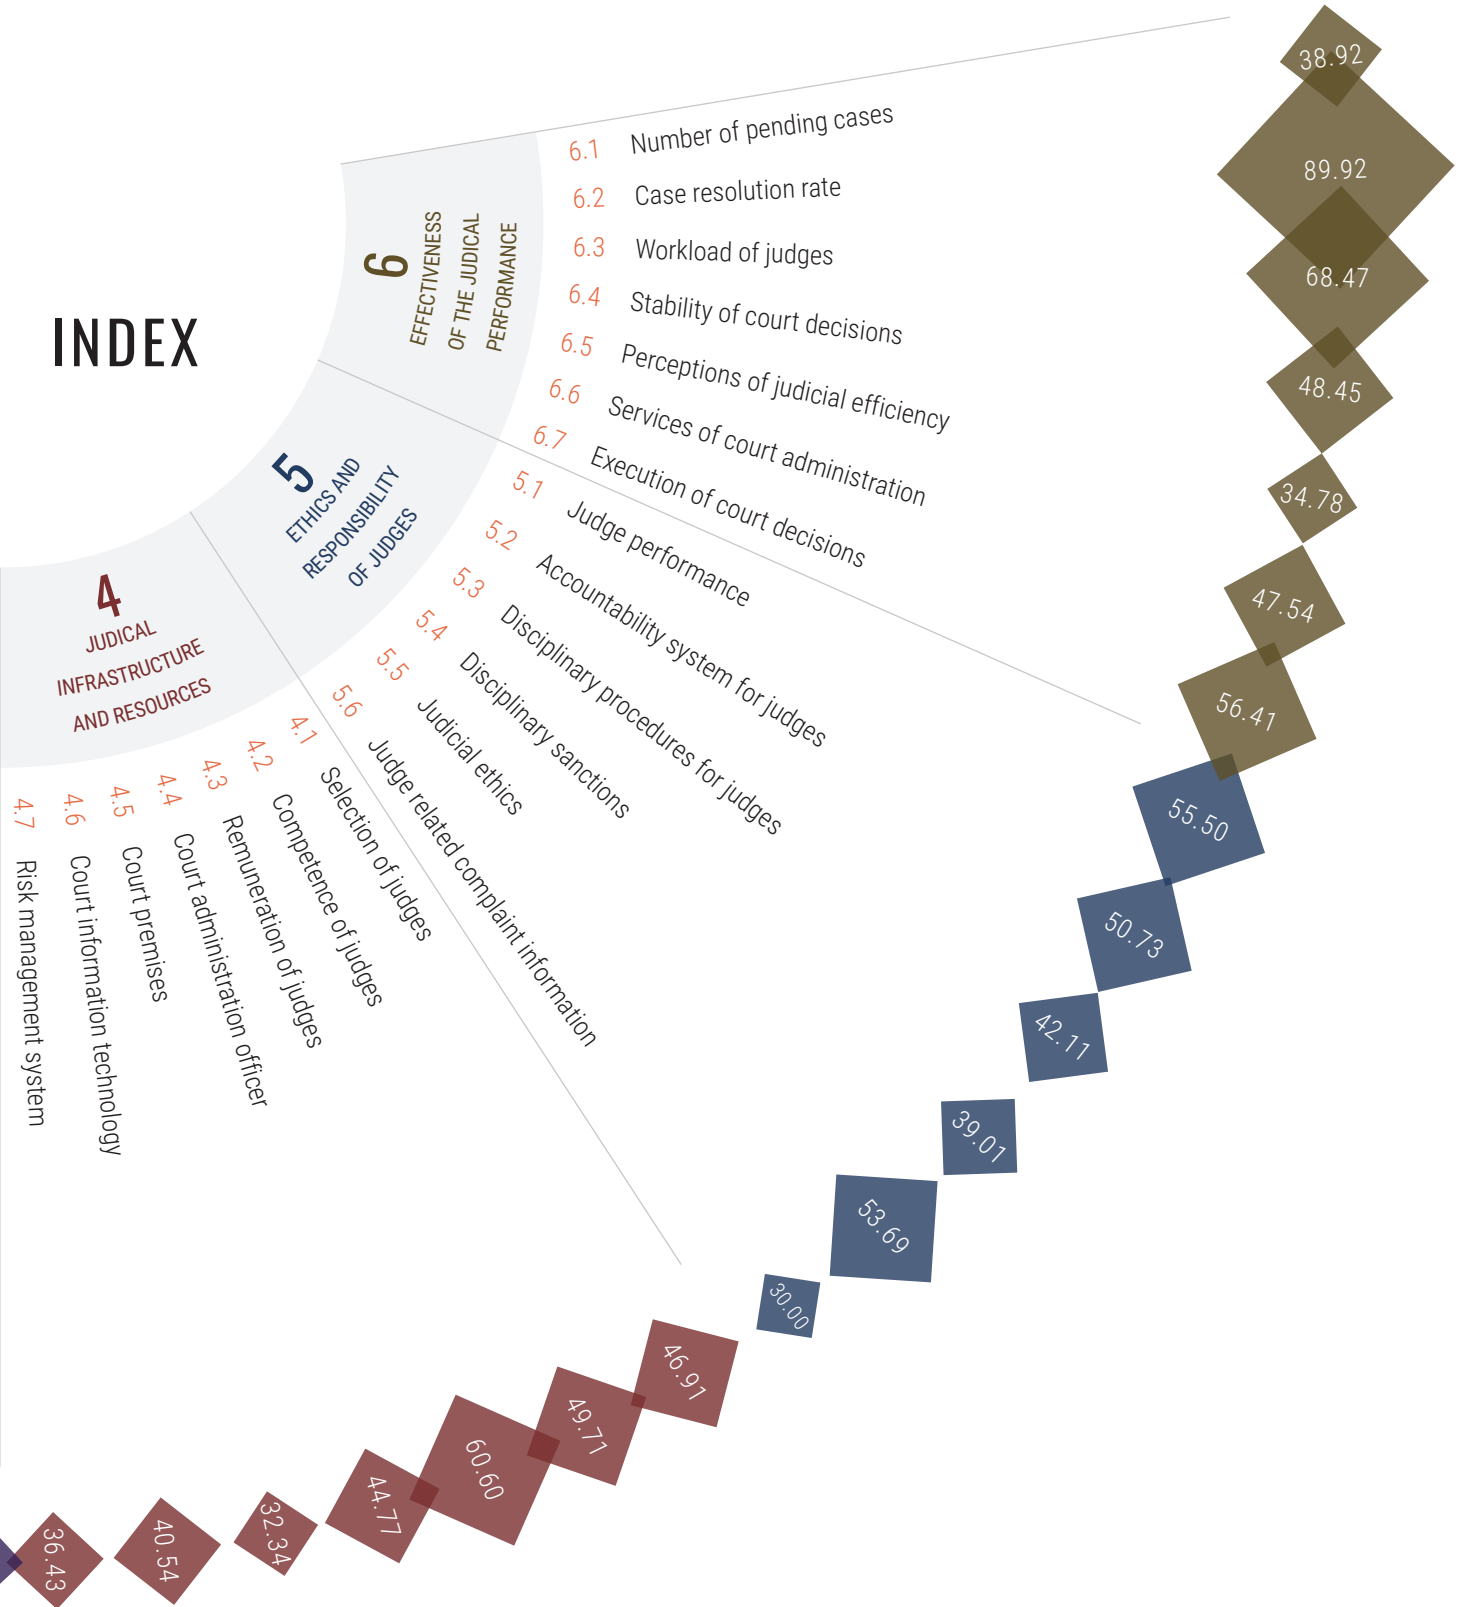 INDEX
6
EFFECTIVENESS
OF THE JUDICAL
PERFORMANCE
6.1 Number of pending cases
6.2 Case resolution rate
6.3 Workload of judges
6.4 Stability of court decisions
6.5 Perceptions of judicial efficiency
6.6 Services of court administration
6.7 Execution of court decisions
38.92
89.92
68.47
48.45
34.78
47.54
56.41
5
ETHICS AND
RESPONSIBILITY
OF JUDGES
5.1 Judge performance
5.2 Accountability system for judges
5.3 Disciplinary procedures for judges
5.4 Disciplinary sanctions
5.5 Judicial ethics
5.6 Judge related complaint information
55.50
50.73
42.11
39.01
53.69
30.00
4
JUDICAL
INFRASTRUCTURE
AND RESOURCES
4.1 Selection of judges
4.2 Competence of judges
4.3 Remuneration of judges
4.4 Court administration officer
4.5 Court premises
4.6 Court information technology
4.7 Risk management system
46.91
49.71
60.60
44.77
32.34
40.54
36.43